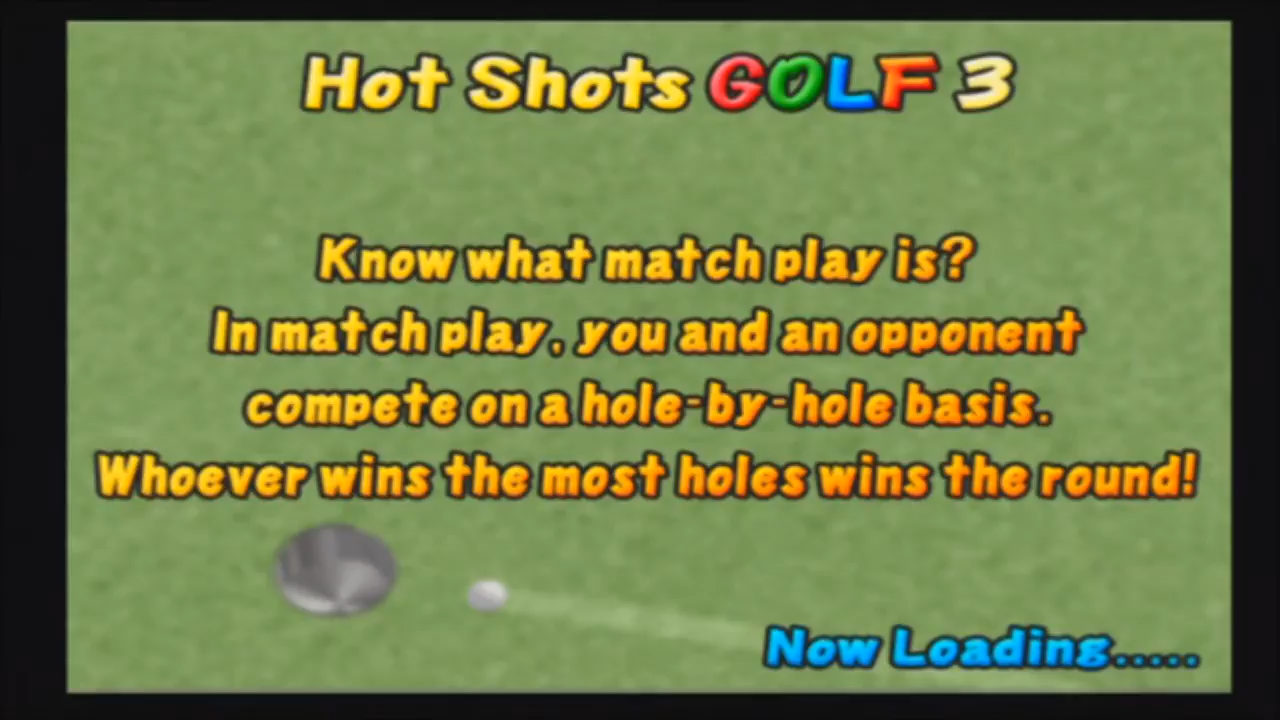 Hot Shots GOLF 3
Know what match play is?
In match play, you and an opponent
compete on a hole-by-hole basis.
Whoever wins the most holes wins the round!
Now Loading.....